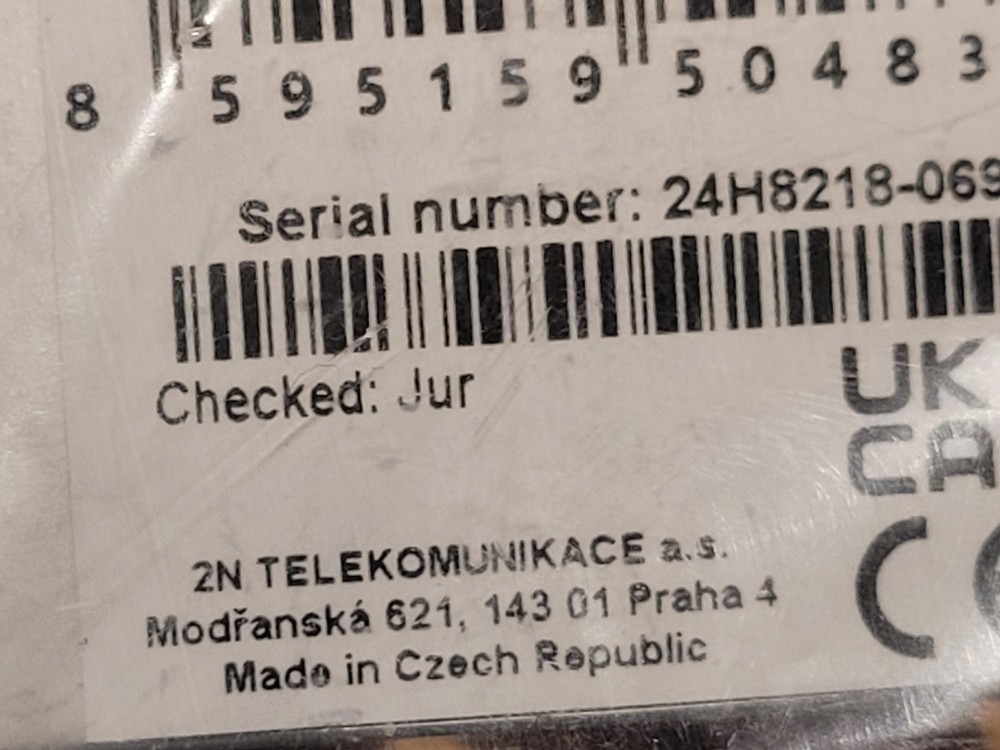 8 595159 50483
Serial number: 24H8218-069
Checked: Jur
UK
CA
CE
2N TELEKOMUNIKACE a.s.
Modřanská 621, 143 01 Praha 4
Made in Czech Republic